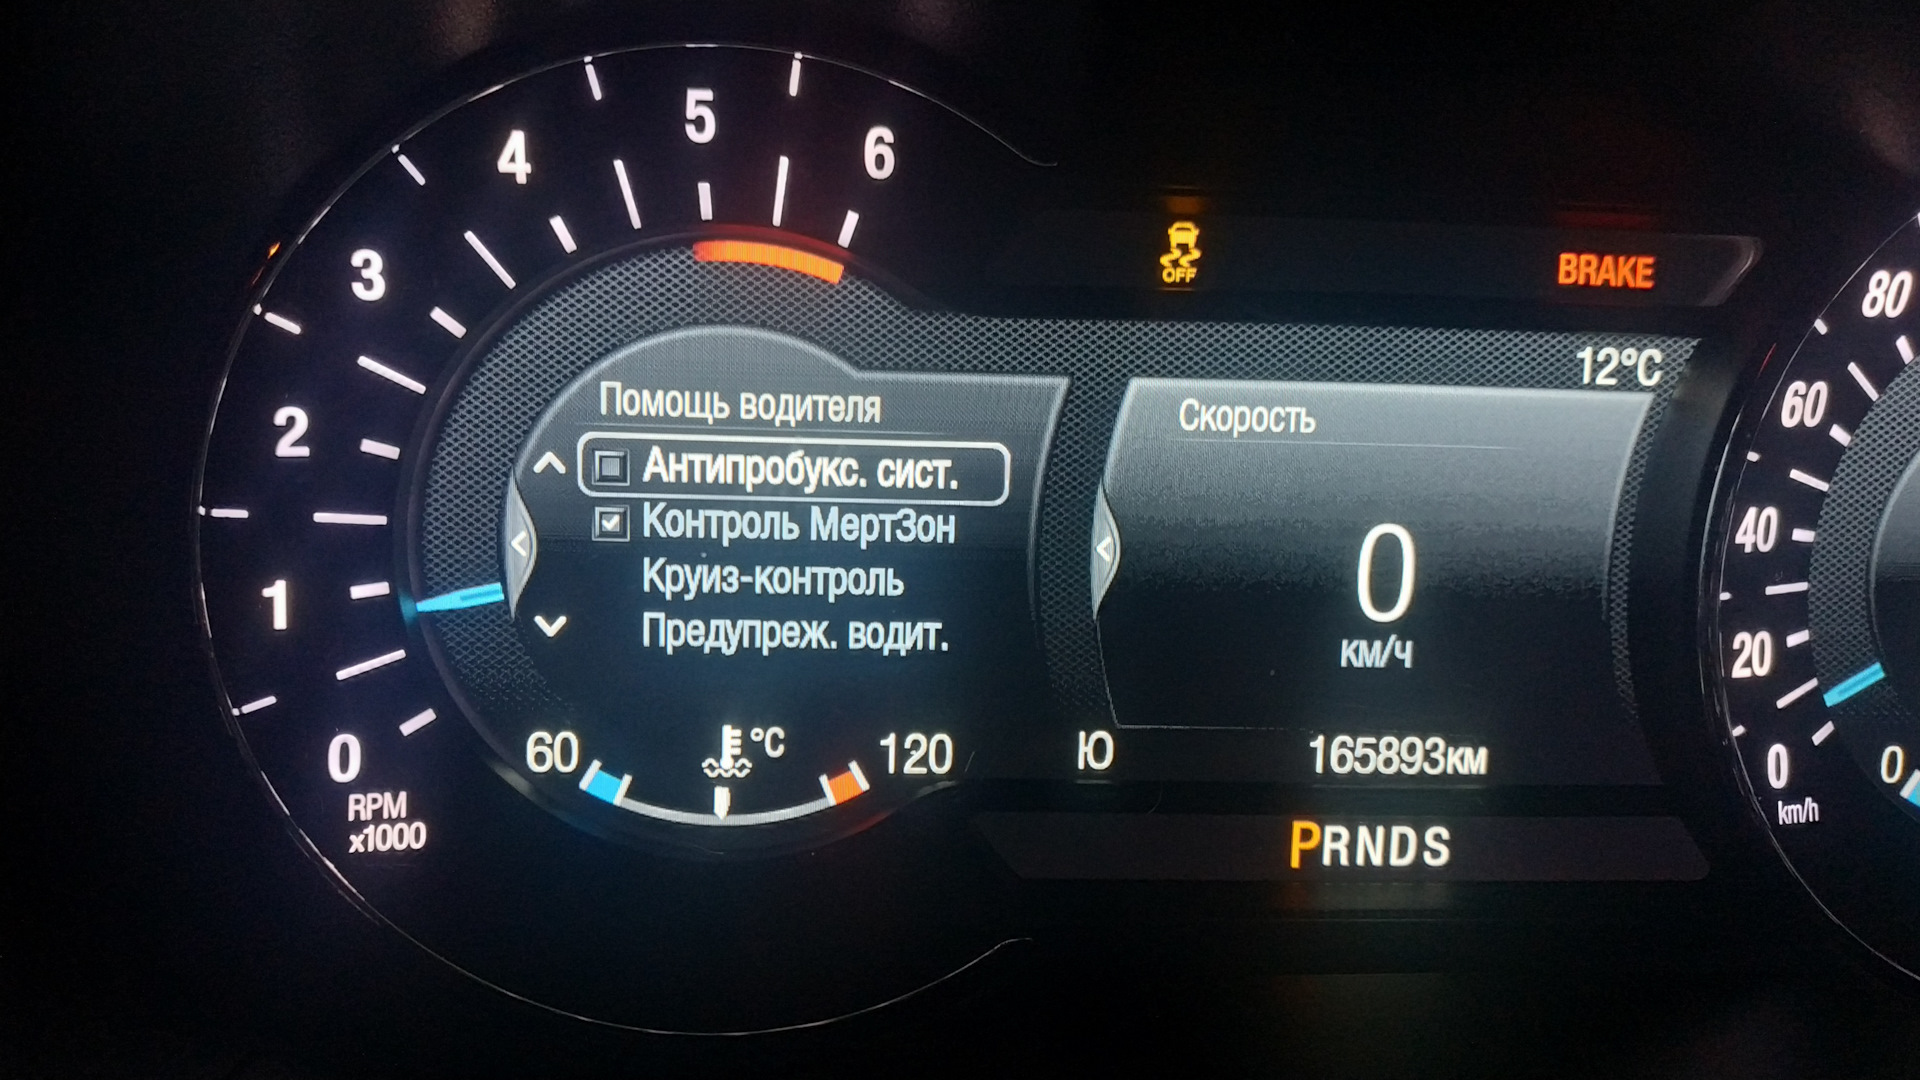 0
1
2
3
4
5
6
RPM
x1000
OFF
BRAKE
12°C
Помощь водителя
Антипробукс. сист.
Контроль МертЗон
Круиз-контроль
Предупреж. водит.
60 °C 120
Скорость
0
км/ч
Ю 165893км
PRNDS
80
60
40
20
0
km/h
0